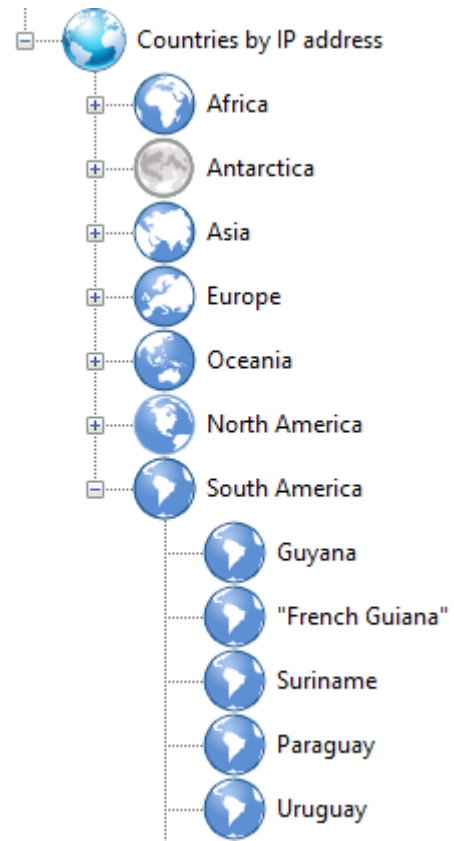 Countries by IP address
Africa
Antarctica
Asia
Europe
Oceania
North America
South America
Guyana
"French Guiana"
Suriname
Paraguay
Uruguay